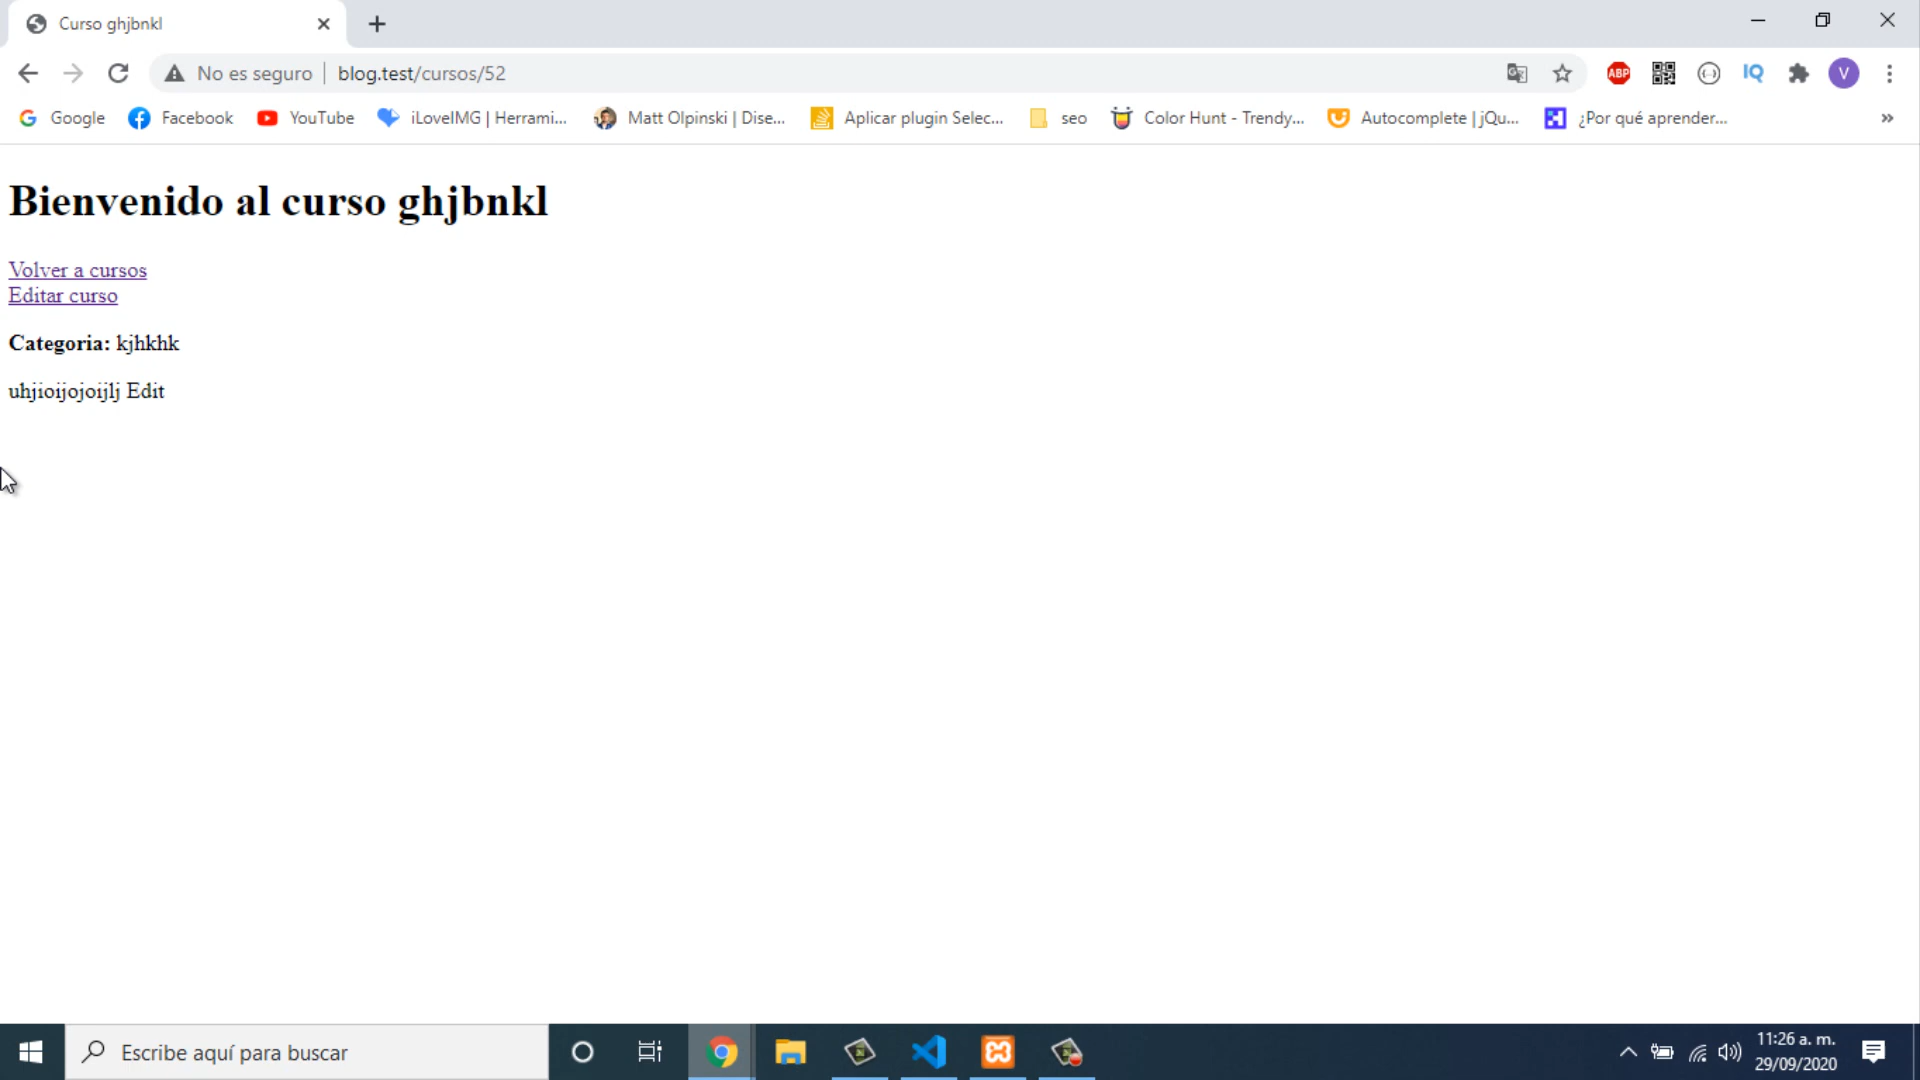 Curso ghjbnkl
No es seguro | blog.test/cursos/52
ABP
IQ
V
Google Facebook YouTube iLoveIMG | Herrami... Matt Olpinski | Dise... Aplicar plugin Selec... seo Color Hunt - Trendy... Autocomplete | jQu... ¿Por qué aprender... »
Bienvenido al curso ghjbnkl
Volver a cursos
Editar curso
Categoria: kjhkhk
uhjioijojoijlj Edit
Escribe aquí para buscar
11:26 a. m.
29/09/2020